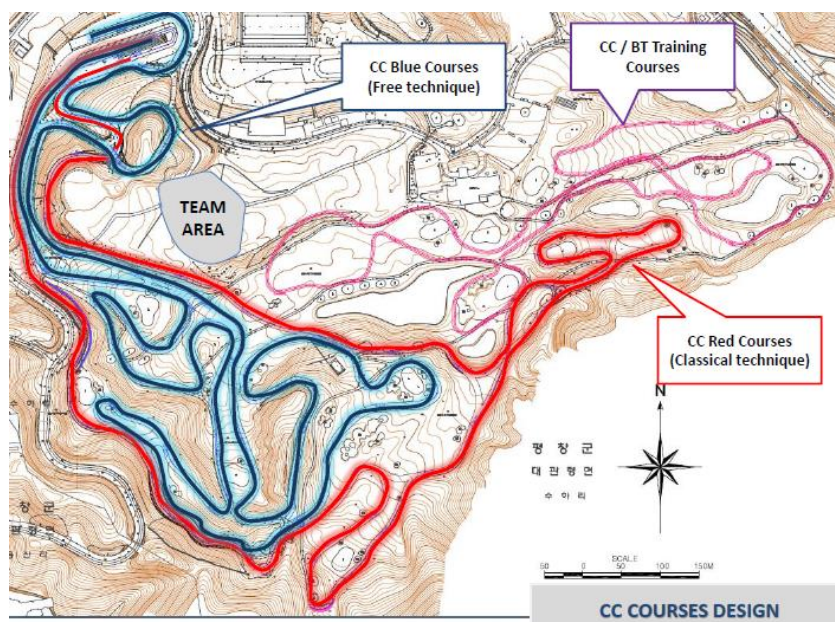 CC Blue Courses
(Free technique)
CC / BT Training
Courses
TEAM
AREA
CC Red Courses
(Classical technique)
N
평창군
대관령면
수하리
SCALE
50 0 50 100 150M
CC COURSES DESIGN